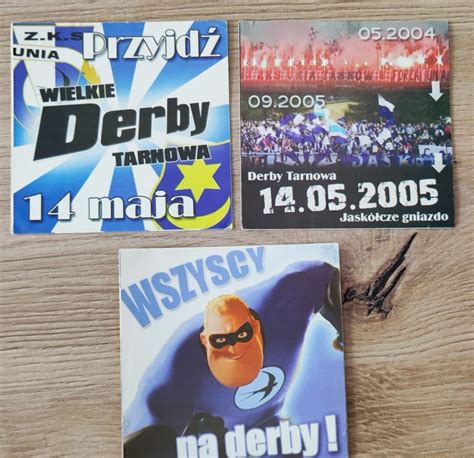 Z.K.S
UNIA
Przyjdź
WIELKIE
Derby
TARNOWA
14 maja
05.2004
09.2005
Derby Tarnowa
14.05.2005
Jaskółcze gniazdo
WSZYSCY
na derby !